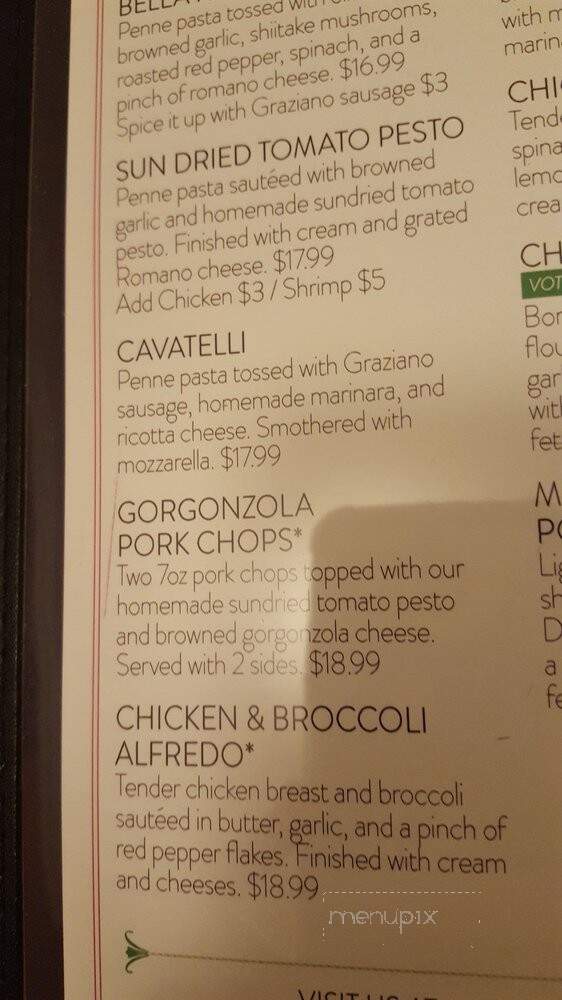 Penne pasta tossed with
browned garlic, shiitake mushrooms,
roasted red pepper, spinach, and a
pinch of romano cheese. $16.99
Spice it up with Graziano sausage $3
SUN DRIED TOMATO PESTO
Penne pasta sautéed with browned
garlic and homemade sundried tomato
pesto. Finished with cream and grated
Romano cheese. $17.99
Add Chicken $3 / Shrimp $5
CAVATELLI
Penne pasta tossed with Graziano
sausage, homemade marinara, and
ricotta cheese. Smothered with
mozzarella. $17.99
GORGONZOLA
PORK CHOPS*
Two 7oz pork chops topped with our
homemade sundried tomato pesto
and browned gorgonzola cheese.
Served with 2 sides. $18.99
CHICKEN & BROCCOLI
ALFREDO*
Tender chicken breast and broccoli
sautéed in butter, garlic, and a pinch of
red pepper flakes. Finished with cream
and cheeses. $18.99
menupix
with